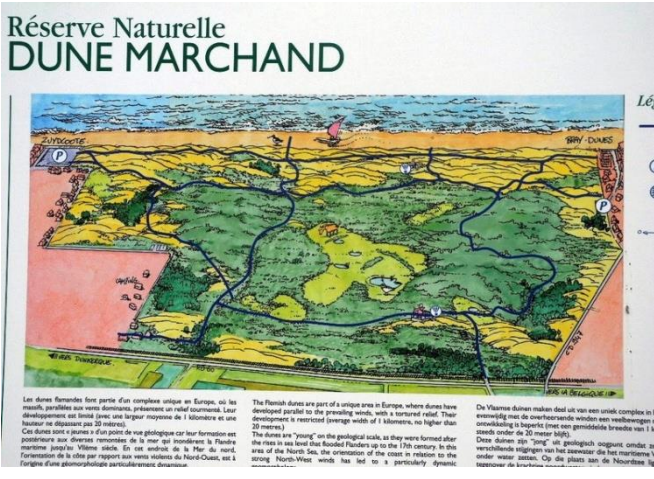 Réserve Naturelle
DUNE MARCHAND
Lé
ZUYDCOOTE
BRAY-DUNES
P
P
CAMPING
VERS DUNKERQUE
CD 60
CD 947
VERS LA BELGIQUE
Les dunes flamandes font partie d'un complexe unique en Europe, où les
massifs, parallèles aux vents dominants, présentent un relief tourmenté. Leur
développement est limité (avec une largeur moyenne de 1 kilomètre et une
hauteur ne dépassant pas 20 mètres).
Ces dunes sont « jeunes » d'un point de vue géologique car leur formation est
postérieure aux diverses remontées de la mer qui inondèrent la Flandre
maritime jusqu'au VIIème siècle. En cet endroit de la Mer du nord,
l'orientation de la côte par rapport aux vents violents du Nord-Ouest, est à
l'origine d'une géomorphologie particulièrement dynamique.
The Flemish dunes are part of a unique area in Europe, where dunes have
developed parallel to the prevailing winds, with a tortured relief. Their
development is restricted (average width of 1 kilometre, no higher than
20 metres.)
The dunes are "young" on the geological scale, as they were formed after
the rises in sea level that flooded Flanders up to the 17th century. In this
area of the North Sea, the orientation of the coast in relation to the
strong North-West winds has led to a particularly dynamic
De Vlaamse duinen maken deel uit van een uniek complex in
evenwijdig met de overheersende winden een veelbewogen
ontwikkeling is beperkt (met een gemiddelde breedte van 1
steeds onder de 20 meter blijft).
Deze duinen zijn "jong" uit geologisch oogpunt omdat
verschillende stijgingen van het zeewater die het maritieme
onder water zetten. Op die plaats aan de Noordzee
tegenover de krachtige